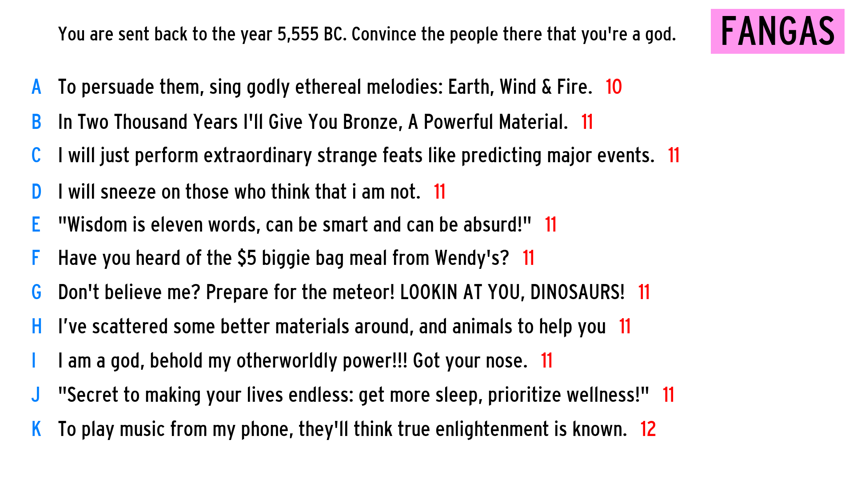 You are sent back to the year 5,555 BC. Convince the people there that you're a god.
FANGAS
A To persuade them, sing godly ethereal melodies: Earth, Wind & Fire. 10
B In Two Thousand Years I'll Give You Bronze, A Powerful Material. 11
C I will just perform extraordinary strange feats like predicting major events. 11
D I will sneeze on those who think that i am not. 11
E "Wisdom is eleven words, can be smart and can be absurd!" 11
F Have you heard of the $5 biggie bag meal from Wendy's? 11
G Don't believe me? Prepare for the meteor! LOOKIN AT YOU, DINOSAURS! 11
H I’ve scattered some better materials around, and animals to help you 11
I I am a god, behold my otherworldly power!!! Got your nose. 11
J "Secret to making your lives endless: get more sleep, prioritize wellness!" 11
K To play music from my phone, they'll think true enlightenment is known. 12